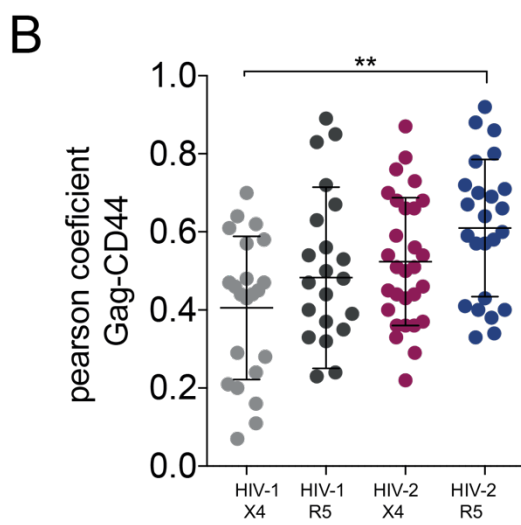 B
**
pearson coeficient
Gag-CD44
1.0
0.8
0.6
0.4
0.2
0.0
HIV-1
X4
HIV-1
R5
HIV-2
X4
HIV-2
R5